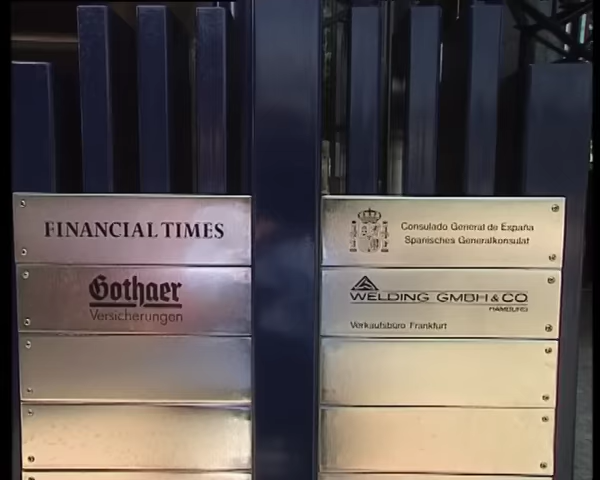 FINANCIAL TIMES
Gothaer
Versicherungen
Consulado General de España
Spanisches Generalkonsulat
WELDING GMBH & CO
HAMBURG
Verkaufsbüro Frankfurt